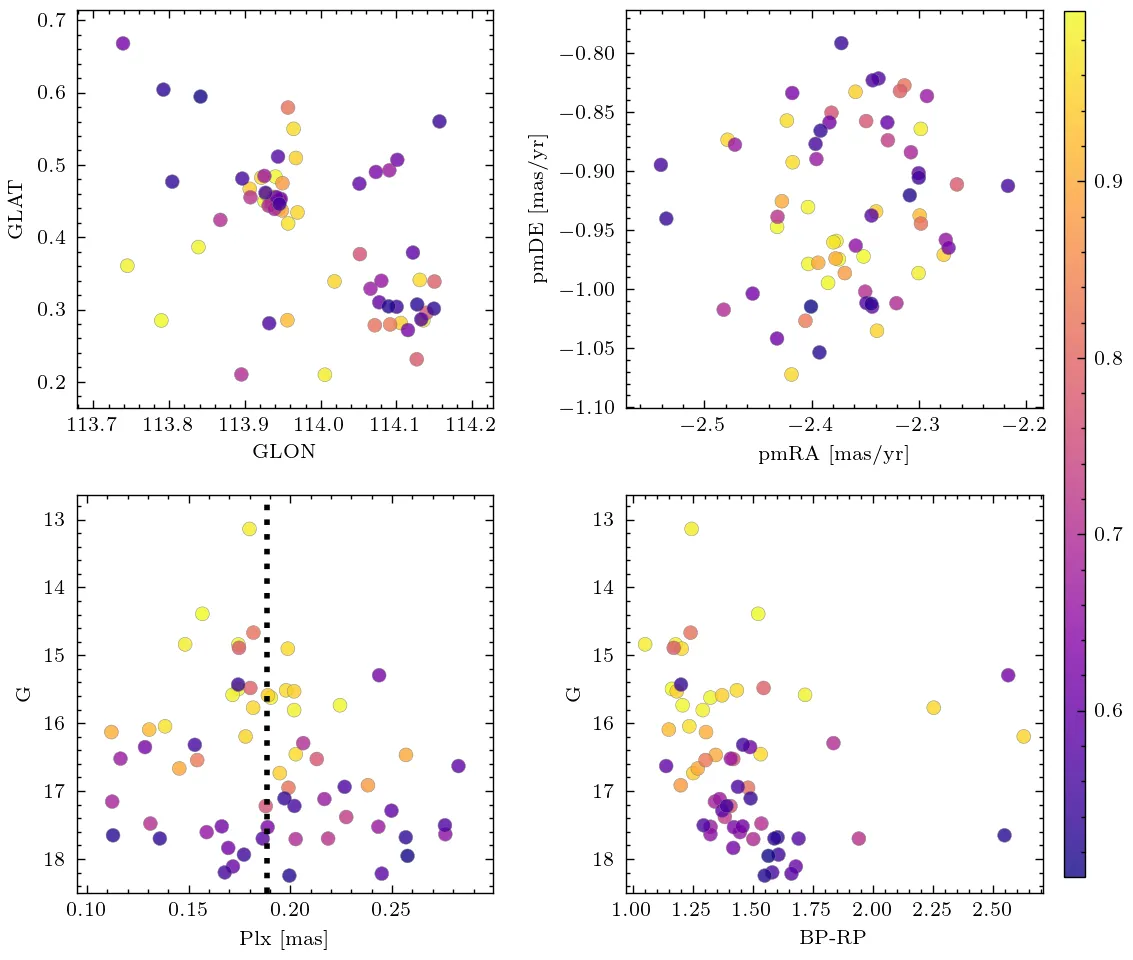 0.7
0.6
0.5
0.4
0.3
0.2
GLAT
113.7 113.8 113.9 114.0 114.1 114.2
GLON
−0.80
−0.85
−0.90
−0.95
−1.00
−1.05
−1.10
pmDE [mas/yr]
−2.5 −2.4 −2.3 −2.2
pmRA [mas/yr]
0.9
0.8
0.7
0.6
13
14
15
16
17
18
G
0.10 0.15 0.20 0.25
Plx [mas]
13
14
15
16
17
18
G
1.00 1.25 1.50 1.75 2.00 2.25 2.50
BP-RP